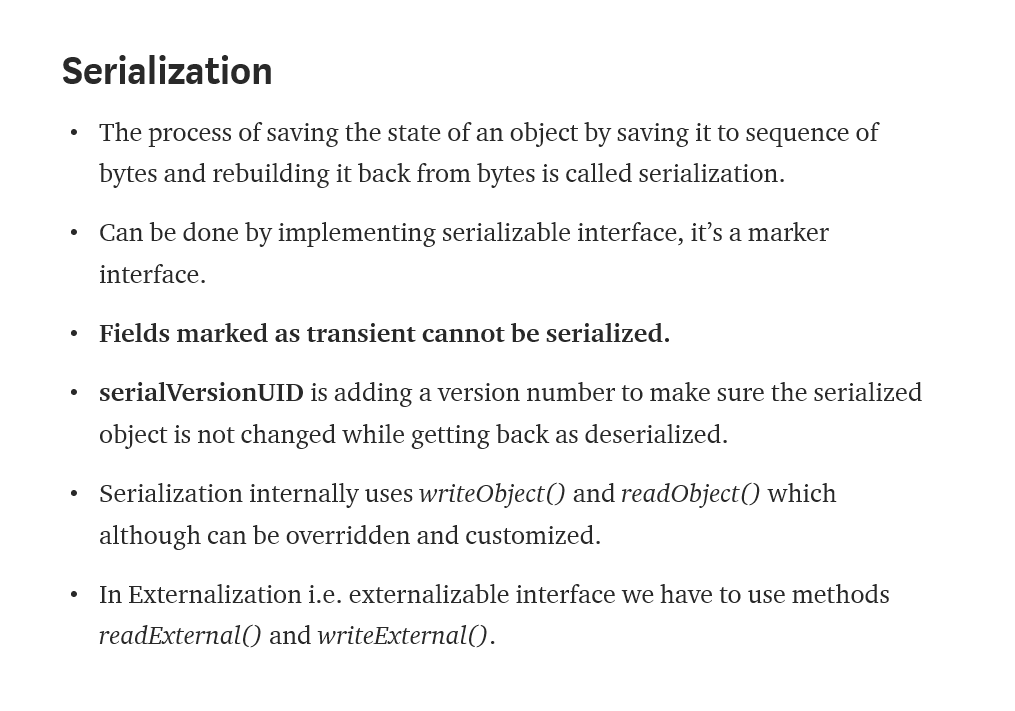 Serialization
• The process of saving the state of an object by saving it to sequence of
bytes and rebuilding it back from bytes is called serialization.
• Can be done by implementing serializable interface, it’s a marker
interface.
• Fields marked as transient cannot be serialized.
• serialVersionUID is adding a version number to make sure the serialized
object is not changed while getting back as deserialized.
• Serialization internally uses writeObject() and readObject() which
although can be overridden and customized.
• In Externalization i.e. externalizable interface we have to use methods
readExternal() and writeExternal().